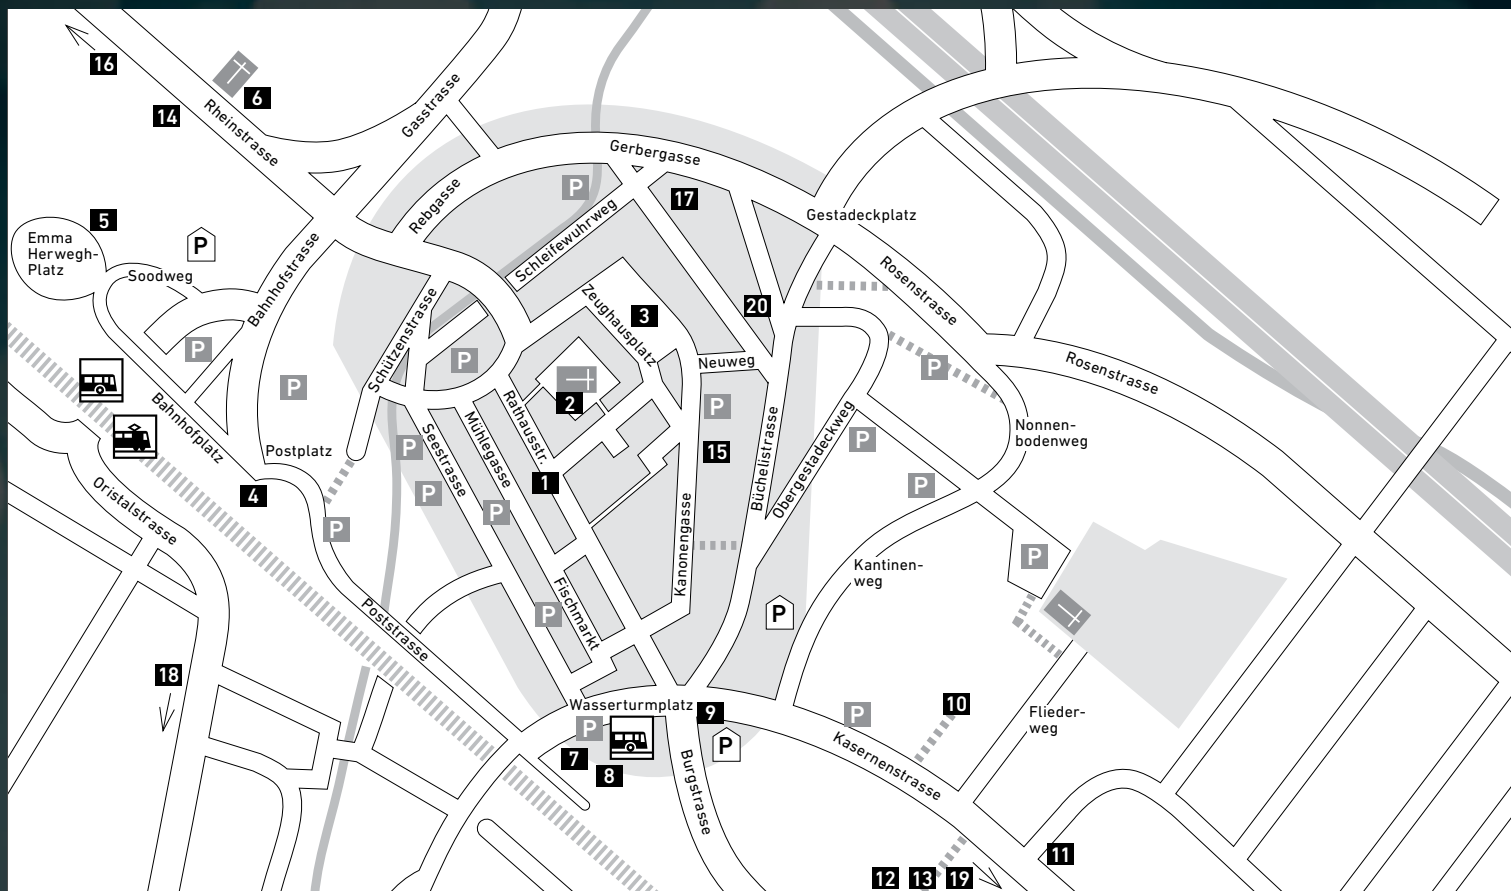 16
6
14
Rheinstrasse
Gasstrasse
Gerbergasse
P
17
Rebgasse
Schleifewuhrweg
Gestadeckplatz
5
Emma
Herwegh-
Platz
P
Soodweg
Bahnhofstrasse
Rosenstrasse
Zeughausplatz
3
20
Schützenstrasse
P
P
P
Neuweg
P
Rosenstrasse
2
P
Bahnhofplatz
Rathausstr.
Mühlegasse
Seestrasse
P
15
Büchelistrasse
Obergestadeckweg
P
Nonnen-
bodenweg
Postplatz
4
P
P
1
P
P
Oristalstrasse
P
Kanonengasse
Kantinen-
weg
P
Poststrasse
Fischmarkt
P
P
18
Wasserturmplatz
9
P
10
Flieder-
weg
P
7
8
P
Burgstrasse
Kasernenstrasse
11
12
13
19